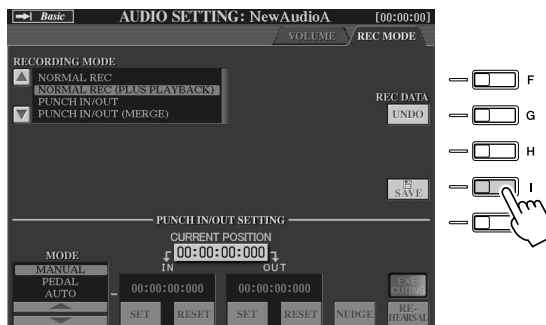 Basic AUDIO SETTING: NewAudioA [00:00:00]
VOLUME REC MODE
RECORDING MODE
NORMAL REC
NORMAL REC (PLUS PLAYBACK)
PUNCH IN/OUT
PUNCH IN/OUT (MERGE)
REC DATA
UNDO
SAVE
F
G
H
I
PUNCH IN/OUT SETTING
CURRENT POSITION
00:00:00:000
IN OUT
MODE
MANUAL
PEDAL
AUTO
00:00:00:000 00:00:00:000
EXE-
CUTING
SET RESET SET RESET NUDGE
RE-
HEARSAL